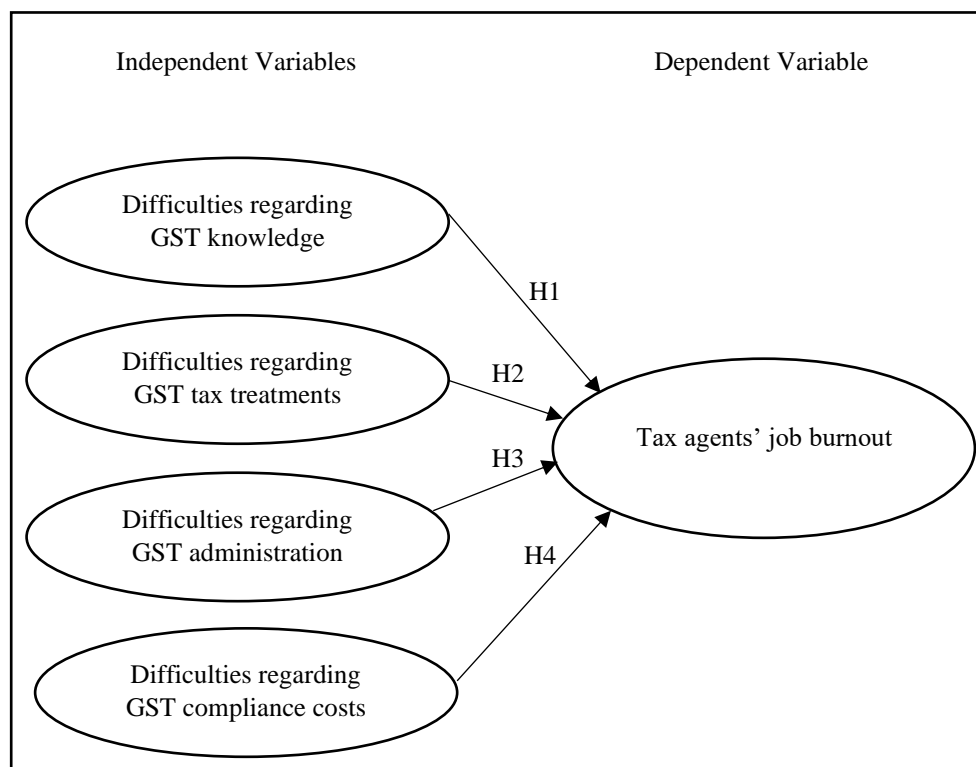 Independent Variables
Dependent Variable
Difficulties regarding
GST knowledge
H1
Difficulties regarding
GST tax treatments
H2
Tax agents’ job burnout
H3
Difficulties regarding
GST administration
H4
Difficulties regarding
GST compliance costs